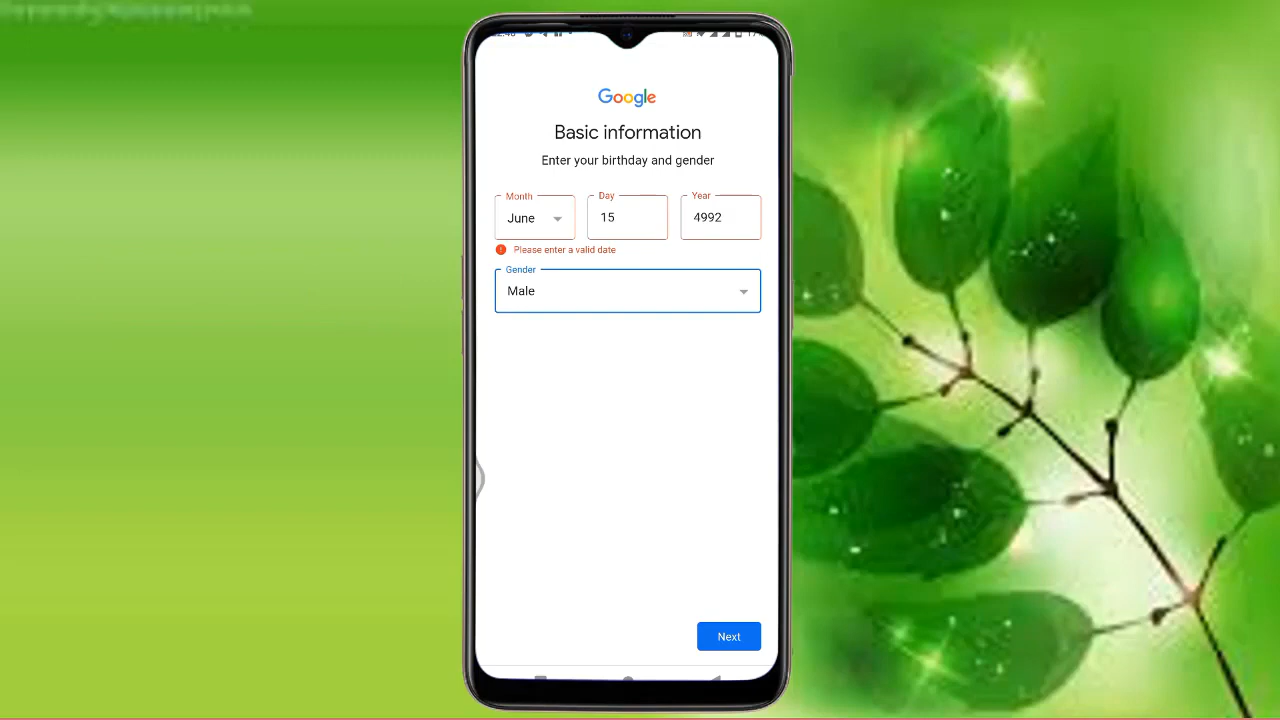 Google
Basic information
Enter your birthday and gender
Month
Day
Year
June
15
4992
Please enter a valid date
Gender
Male
Next